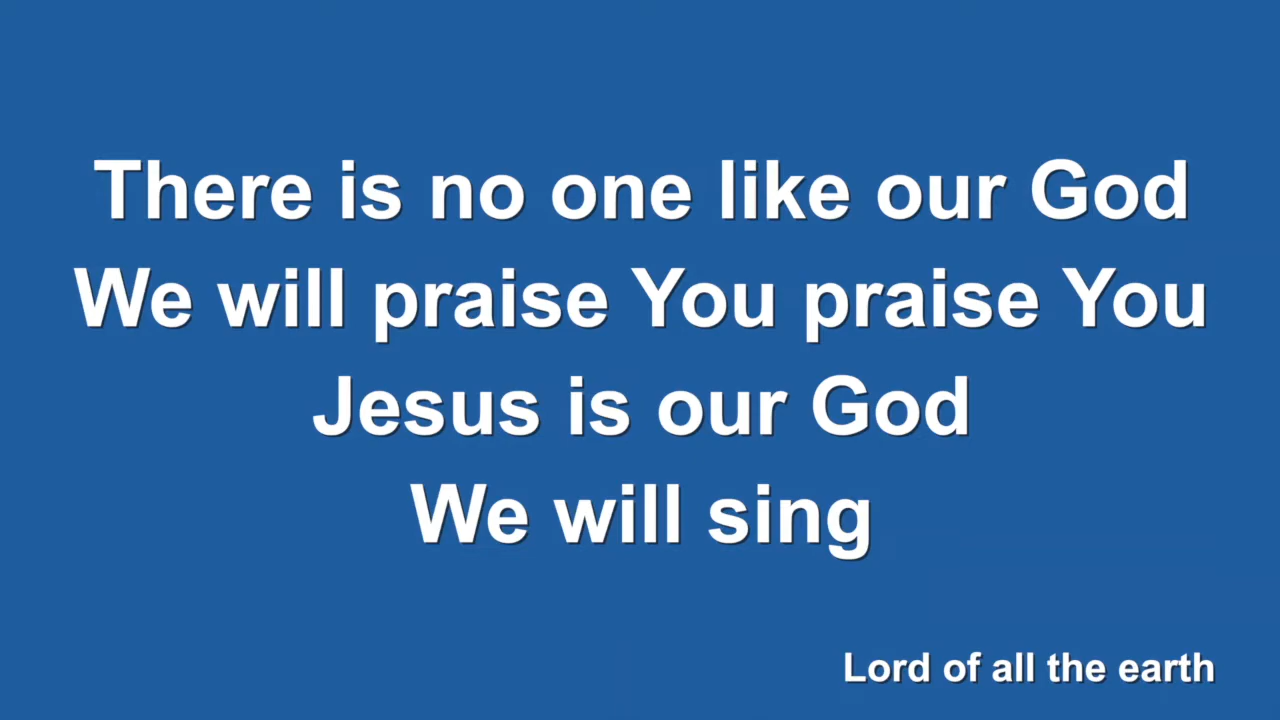 There is no one like our God
We will praise You praise You
Jesus is our God
We will sing
Lord of all the earth